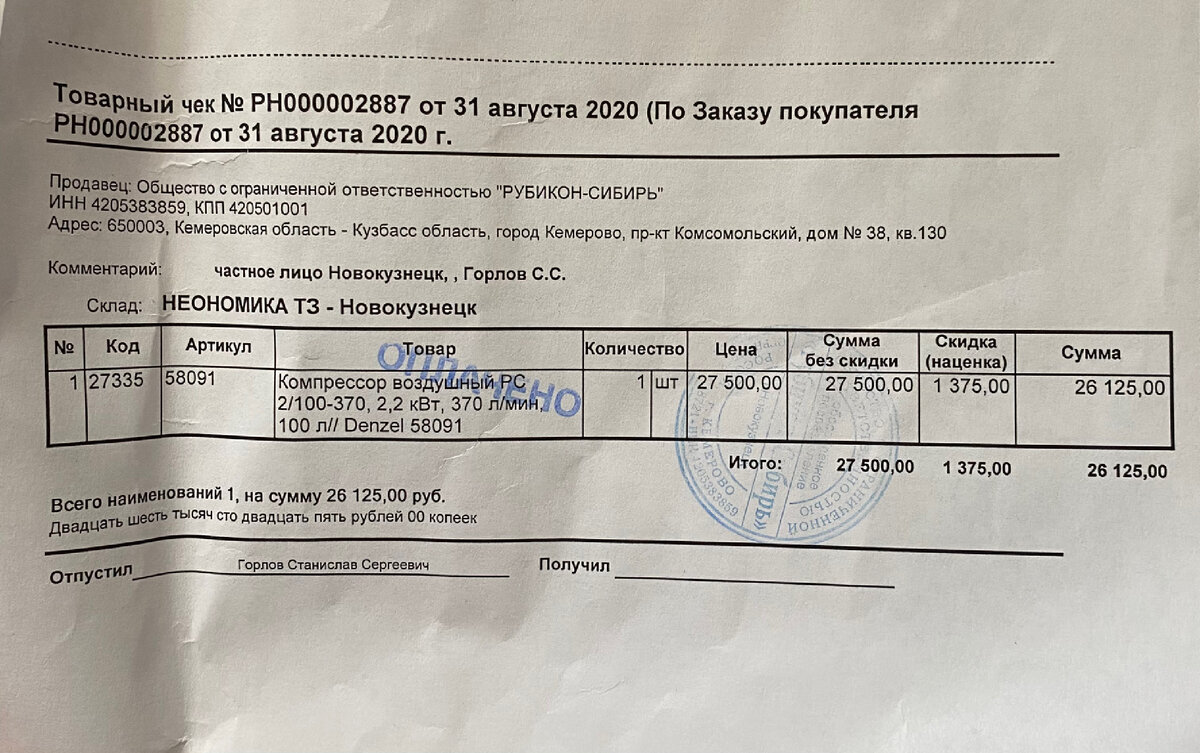 Товарный чек № РН000002887 от 31 августа 2020 (По Заказу покупателя
РН000002887 от 31 августа 2020 г.
Продавец: Общество с ограниченной ответственностью "РУБИКОН-СИБИРЬ"
ИНН 4205383859, КПП 420501001
Адрес: 650003, Кемеровская область - Кузбасс область, город Кемерово, пр-кт Комсомольский, дом № 38, кв.130
Комментарий: частное лицо Новокузнецк, , Горлов С.С.
Склад: НЕОНОМИКА ТЗ - Новокузнецк
№ Код Артикул Товар Количество Цена Сумма без скидки Скидка (наценка) Сумма
1 27335 58091 Компрессор воздушный РС 1 шт 27 500,00 27 500,00 1 375,00 26 125,00
2/100-370, 2,2 кВт, 370 л/мин,
100 л// Denzel 58091
ОПЛАЧЕНО
Итого: 27 500,00 1 375,00 26 125,00
Всего наименований 1, на сумму 26 125,00 руб.
Двадцать шесть тысяч сто двадцать пять рублей 00 копеек
Отпустил Горлов Станислав Сергеевич Получил